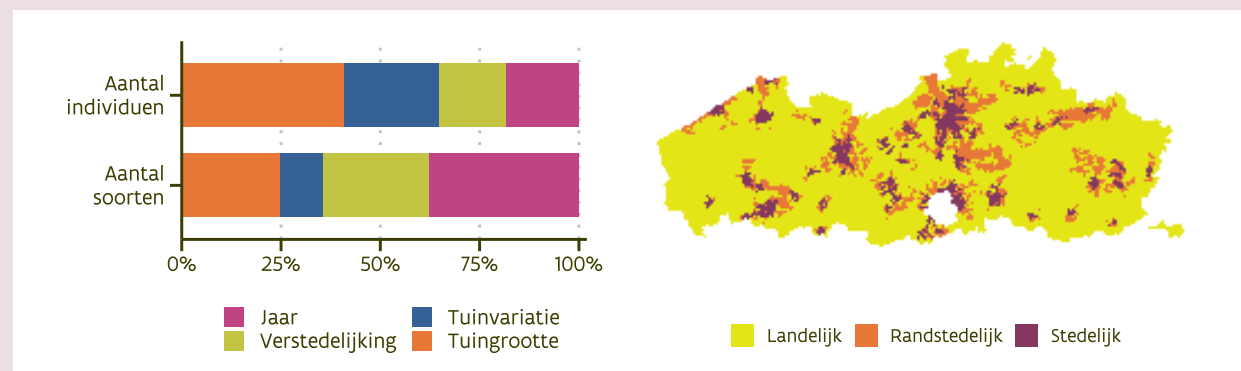 Aantal
individuen
Aantal
soorten
0% 25% 50% 75% 100%
Jaar Tuinvariatie
Verstedelijking Tuingrootte
Landelijk Randstedelijk Stedelijk